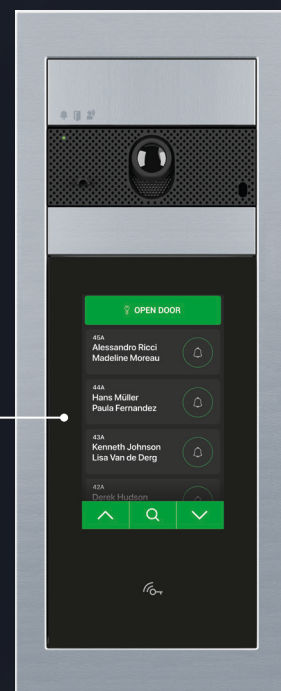 OPEN DOOR
45A
Alessandro Ricci
Madeline Moreau
44A
Hans Müller
Paula Fernandez
43A
Kenneth Johnson
Lisa Van de Derg
42A
Derek Hudson